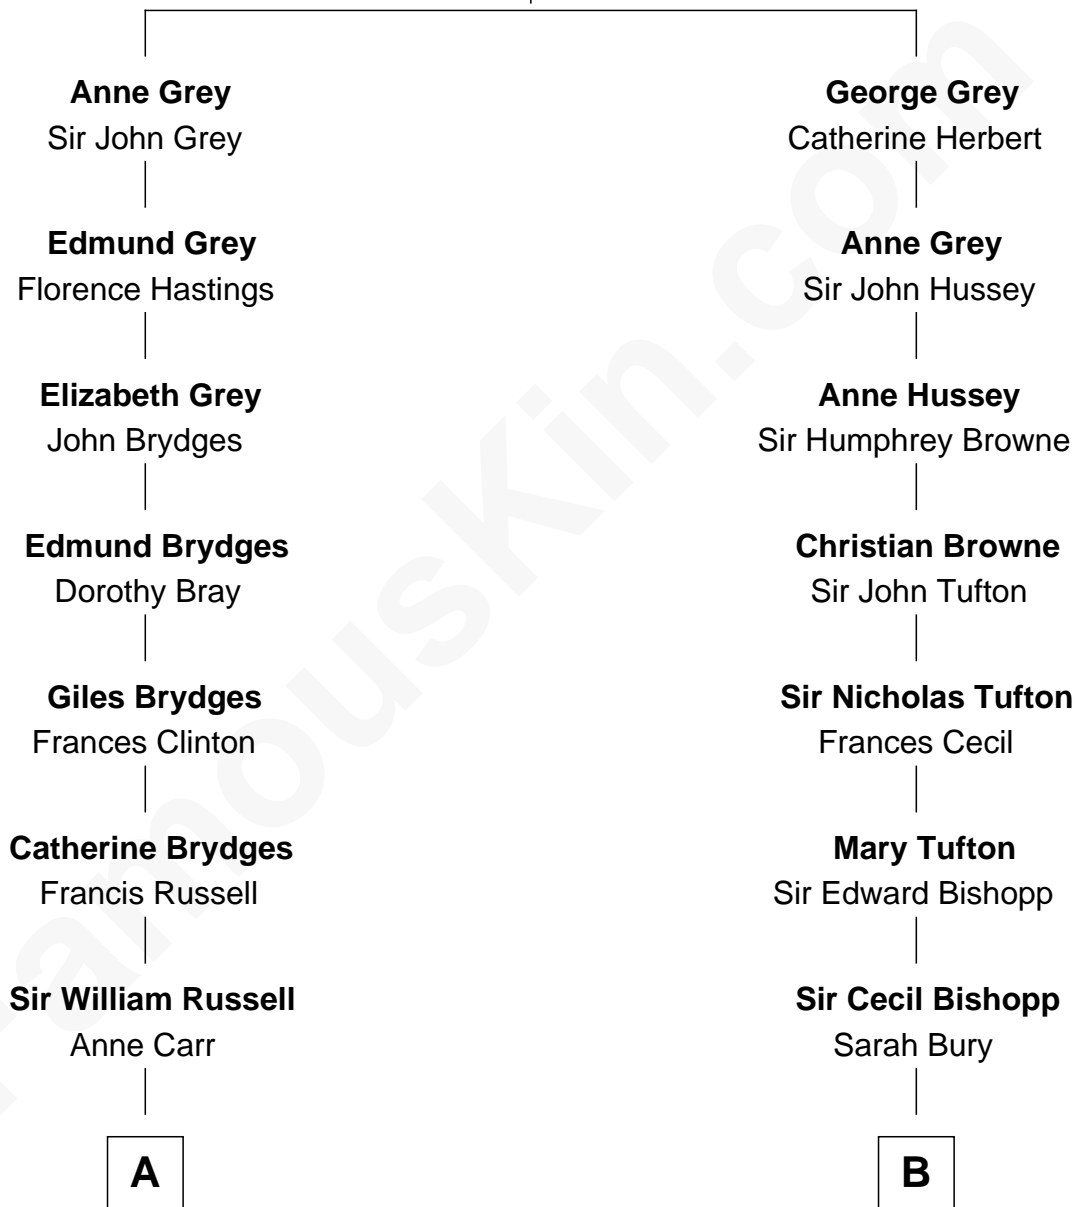 Anne Grey
Sir John Grey
Edmund Grey
Florence Hastings
Elizabeth Grey
John Brydges
Edmund Brydges
Dorothy Bray
Giles Brydges
Frances Clinton
Catherine Brydges
Francis Russell
Sir William Russell
Anne Carr
A
George Grey
Catherine Herbert
Anne Grey
Sir John Hussey
Anne Hussey
Sir Humphrey Browne
Christian Browne
Sir John Tufton
Sir Nicholas Tufton
Frances Cecil
Mary Tufton
Sir Edward Bishopp
Sir Cecil Bishopp
Sarah Bury
B
FamousKin.com